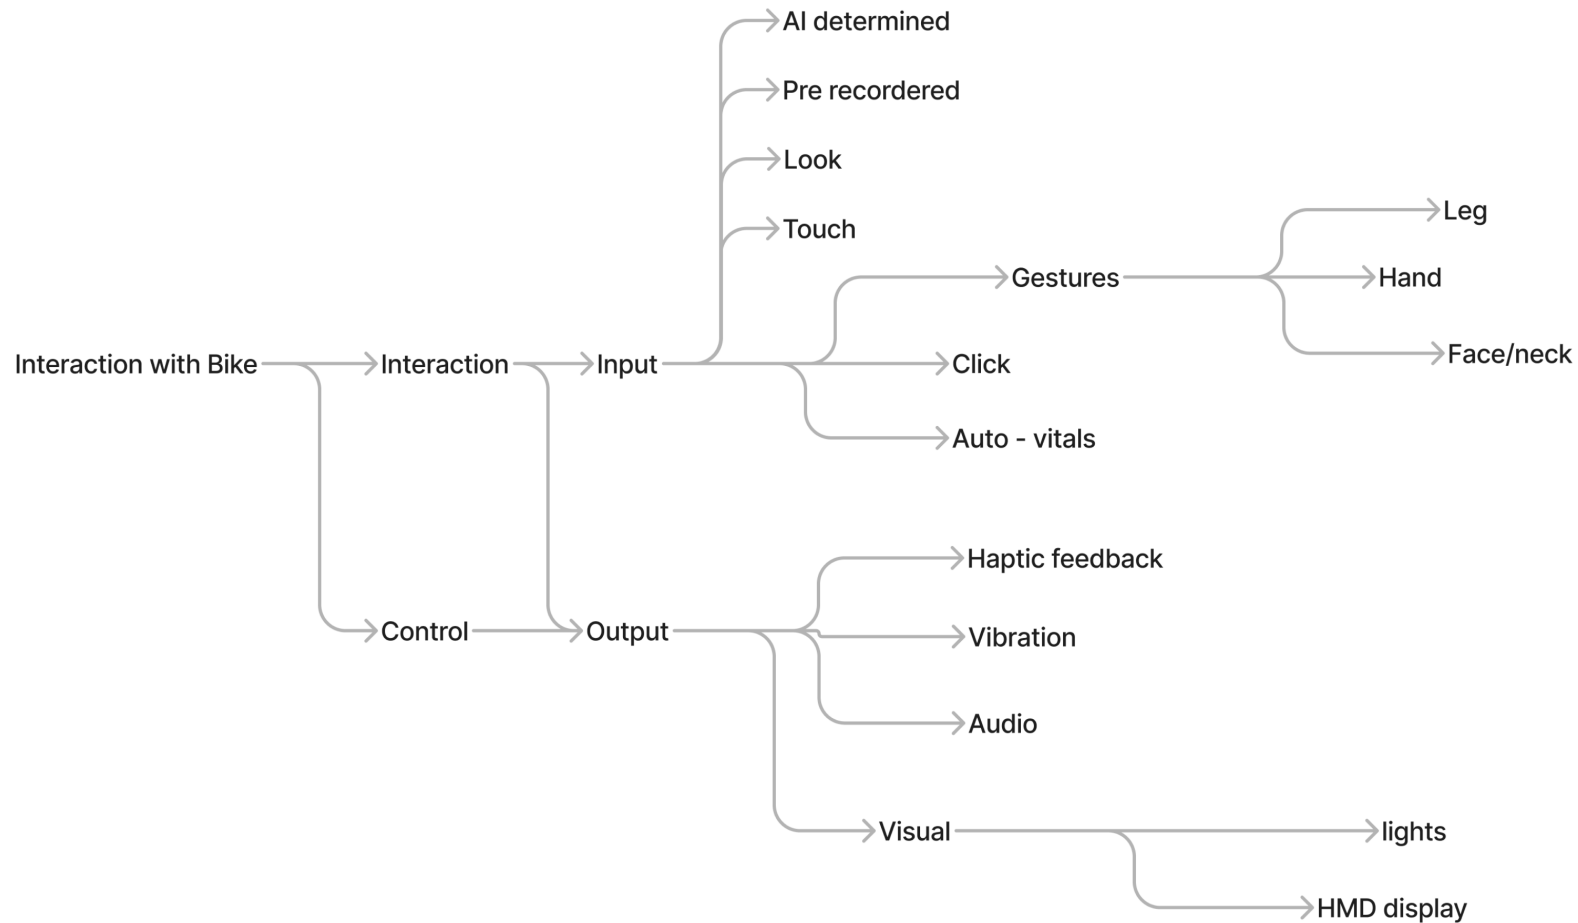 AI determined
Pre recordered
Look
Touch
Leg
Gestures
Hand
Interaction with Bike
Interaction
Input
Click
Face/neck
Auto - vitals
Haptic feedback
Control
Output
Vibration
Audio
Visual
lights
HMD display